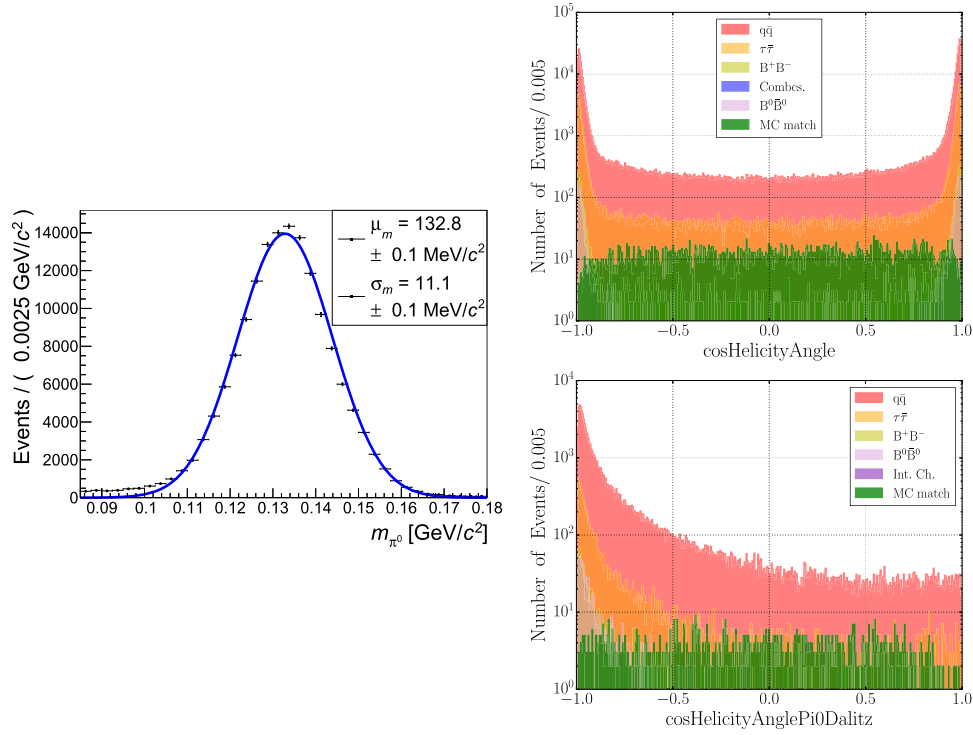 μₘ = 132.8
± 0.1 MeV/c²
σₘ = 11.1
± 0.1 MeV/c²
Events / ( 0.0025 GeV/c²)
14000
12000
10000
8000
6000
4000
2000
0
0.09 0.1 0.11 0.12 0.13 0.14 0.15 0.16 0.17 0.18
m_π⁰ [GeV/c²]
Number of Events/ 0.005
10⁵
10⁴
10³
10²
10¹
10⁰
qq̄
ττ̄
B⁺B⁻
Combcs.
B⁰B̄⁰
MC match
−1.0 −0.5 0.0 0.5 1.0
cosHelicityAngle
Number of Events/ 0.005
10⁴
10³
10²
10¹
10⁰
qq̄
ττ̄
B⁺B⁻
B⁰B̄⁰
Int. Ch.
MC match
−1.0 −0.5 0.0 0.5 1.0
cosHelicityAnglePi0Dalitz